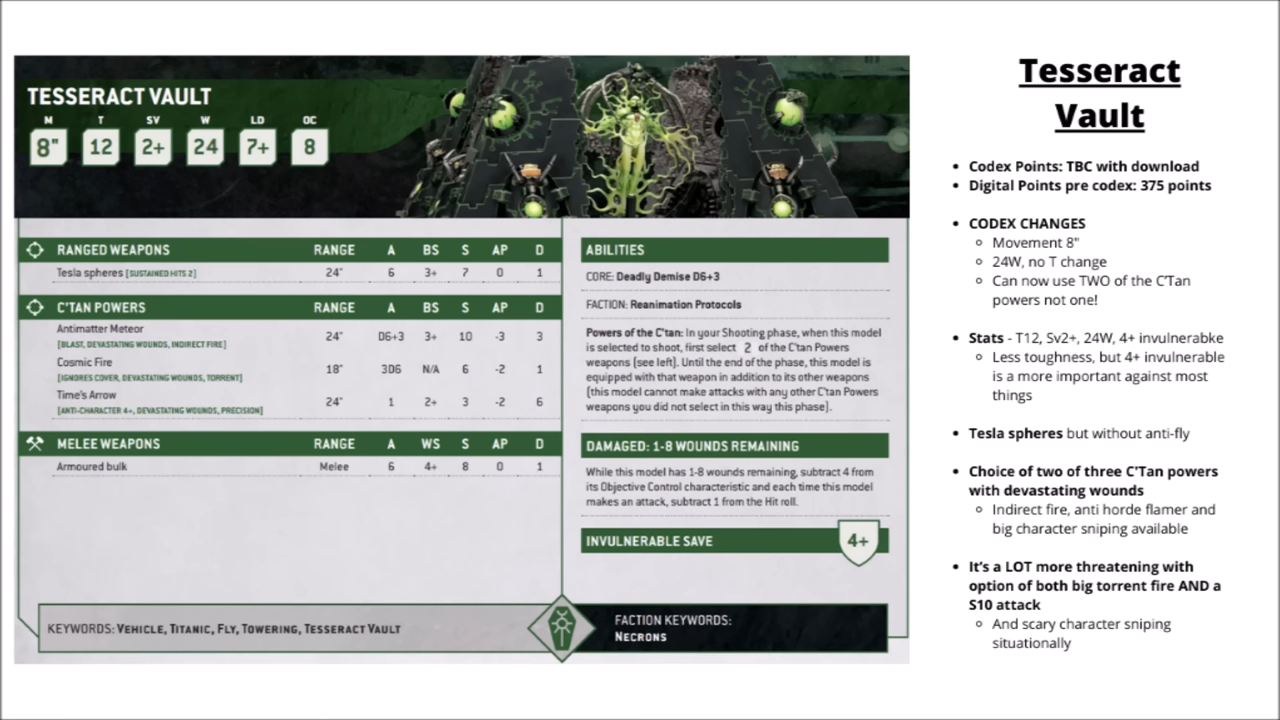 TESSERACT VAULT
M T SV W LD OC
8" 12 2+ 24 7+ 8
RANGED WEAPONS RANGE A BS S AP D
Tesla spheres [SUSTAINED HITS 2] 24" 6 3+ 7 0 1
C'TAN POWERS RANGE A BS S AP D
Antimatter Meteor 24" D6+3 3+ 10 -3 3
[BLAST, DEVASTATING WOUNDS, INDIRECT FIRE]
Cosmic Fire 18" 3D6 N/A 6 -2 1
[IGNORES COVER, DEVASTATING WOUNDS, TORRENT]
Time's Arrow 24" 1 2+ 3 -2 6
[ANTI-CHARACTER 4+, DEVASTATING WOUNDS, PRECISION]
MELEE WEAPONS RANGE A WS S AP D
Armoured bulk Melee 6 4+ 8 0 1
ABILITIES
CORE: Deadly Demise D6+3
FACTION: Reanimation Protocols
Powers of the C'tan: In your Shooting phase, when this model
is selected to shoot, first select 2 of the C'tan Powers
weapons (see left). Until the end of the phase, this model is
equipped with that weapon in addition to its other weapons
(this model cannot make attacks with any other C'tan Powers
weapons you did not select in this way this phase).
DAMAGED: 1-8 WOUNDS REMAINING
While this model has 1-8 wounds remaining, subtract 4 from
its Objective Control characteristic and each time this model
makes an attack, subtract 1 from the Hit roll.
INVULNERABLE SAVE 4+
KEYWORDS: VEHICLE, TITANIC, FLY, TOWERING, TESSERACT VAULT
FACTION KEYWORDS:
NECRONS
Tesseract
Vault
• Codex Points: TBC with download
• Digital Points pre codex: 375 points
• CODEX CHANGES
○ Movement 8"
○ 24W, no T change
○ Can now use TWO of the C'Tan
powers not one!
• Stats - T12, Sv2+, 24W, 4+ invulnerabke
○ Less toughness, but 4+ invulnerable
is a more important against most
things
• Tesla spheres but without anti-fly
• Choice of two of three C'Tan powers
with devastating wounds
○ Indirect fire, anti horde flamer and
big character sniping available
• It's a LOT more threatening with
option of both big torrent fire AND a
S10 attack
○ And scary character sniping
situationally